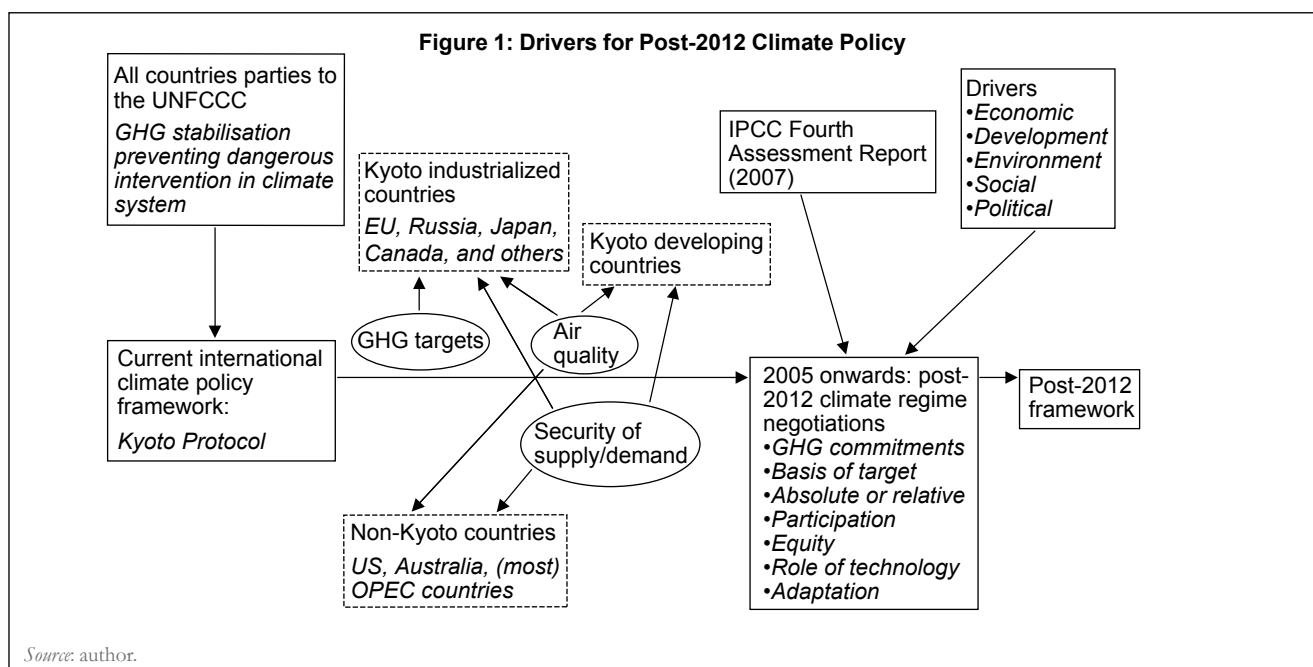 Figure 1: Drivers for Post-2012 Climate Policy
All countries parties to
the UNFCCC
GHG stabilisation
preventing dangerous
intervention in climate
system
Kyoto industrialized
countries
EU, Russia, Japan,
Canada, and others
Kyoto developing
countries
IPCC Fourth
Assessment Report
(2007)
Drivers
•Economic
•Development
•Environment
•Social
•Political
GHG targets
Air
quality
Security of
supply/demand
Current international
climate policy
framework:
Kyoto Protocol
Non-Kyoto countries
US, Australia, (most)
OPEC countries
2005 onwards: post-
2012 climate regime
negotiations
•GHG commitments
•Basis of target
•Absolute or relative
•Participation
•Equity
•Role of technology
•Adaptation
Post-2012
framework
Source: author.